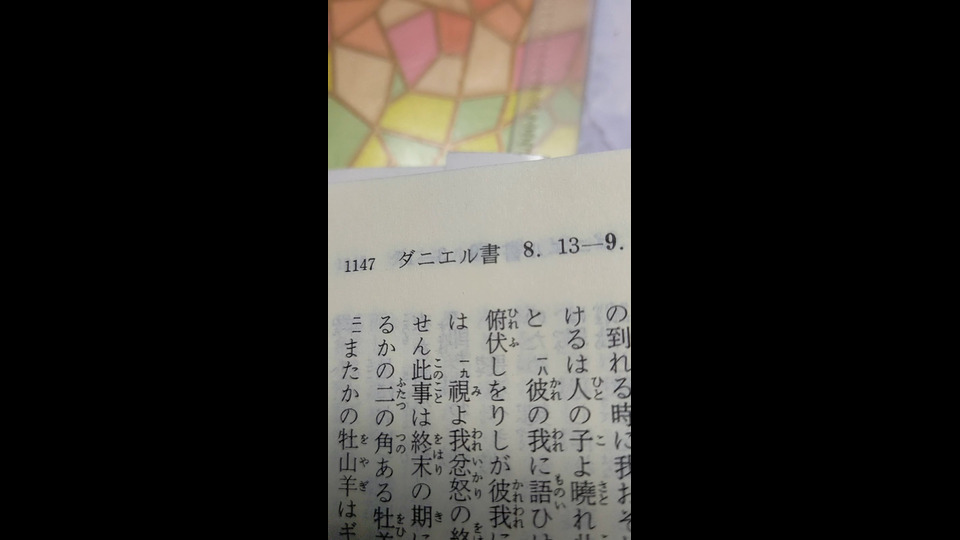 1147 ダニエル書 8. 13—9.
の到れる時に我おそ
けるは人の子よ曉れ
と 一八 彼の我に語ひ
俯伏しをりしが彼我に
は 一九 視よ我忿怒の終
せん此事は終末の期に
るかの二の角ある牡羊
二一 またかの牡山羊はギ